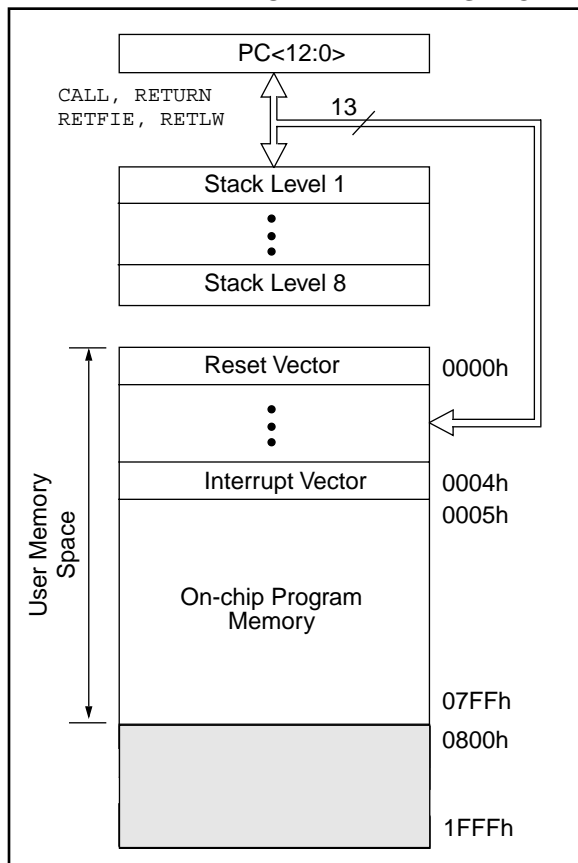 PC<12:0>
CALL, RETURN
RETFIE, RETLW
13
Stack Level 1
Stack Level 8
Reset Vector
0000h
Interrupt Vector
0004h
0005h
User Memory
Space
On-chip Program
Memory
07FFh
0800h
1FFFh